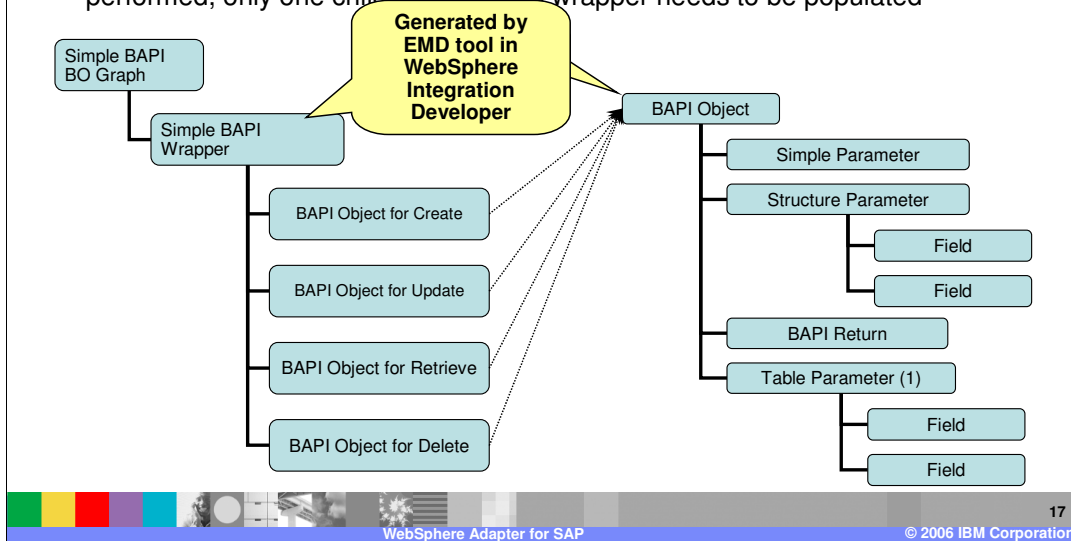 performed, only one wrapper needs to be populated
Generated by
EMD tool in
WebSphere
Integration
Developer
Simple BAPI
BO Graph
Simple BAPI
Wrapper
BAPI Object for Create
BAPI Object for Update
BAPI Object for Retrieve
BAPI Object for Delete
BAPI Object
Simple Parameter
Structure Parameter
Field
Field
BAPI Return
Table Parameter (1)
Field
Field
17
WebSphere Adapter for SAP
© 2006 IBM Corporation